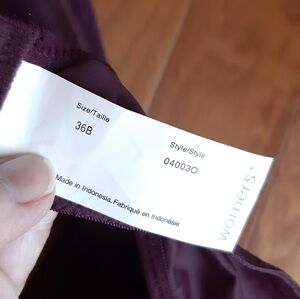 Size/Taille
36B
Style/Style
04003O
Made in Indonesia. Fabriqué en Indonésie
warner's®